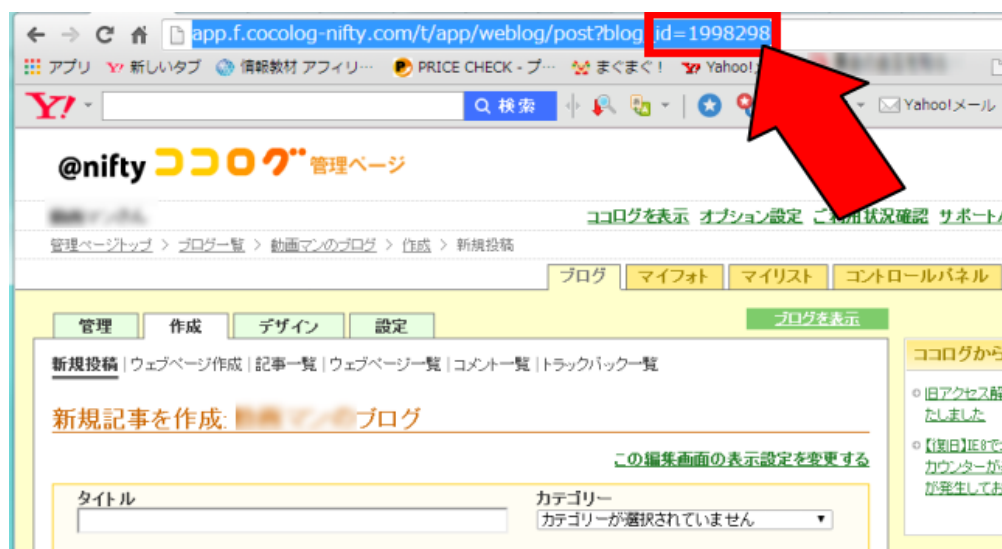 app.f.cocolog-nifty.com/t/app/weblog/post?blog_id=1998298
アプリ 新しいタブ 情報教材 アフィリ… PRICE CHECK - プ… まぐまぐ! Yahoo!
Y! 検索 Yahoo!メール
@nifty ココログ 管理ページ
ココログを表示 オプション設定 ご利用状況確認 サポート
管理ページトップ > ブログ一覧 > 動画マンのブログ > 作成 > 新規投稿
ブログ マイフォト マイリスト コントロールパネル
管理 作成 デザイン 設定 ブログを表示
新規投稿 | ウェブページ作成 | 記事一覧 | ウェブページ一覧 | コメント一覧 | トラックバック一覧
ココログから
新規記事を作成: ブログ
旧アクセス解
たしました
この編集画面の表示設定を変更する
【復旧】IE8で
カウンターが
が発生してお
タイトル カテゴリー
カテゴリーが選択されていません